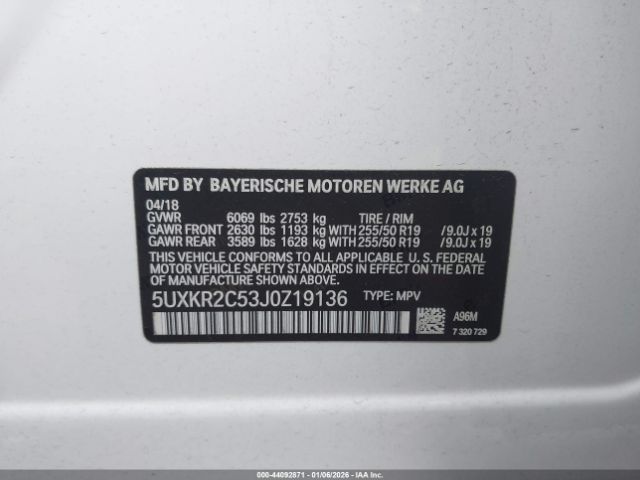 MFD BY BAYERISCHE MOTOREN WERKE AG
04/18
GVWR 6069 lbs 2753 kg TIRE / RIM
GAWR FRONT 2630 lbs 1193 kg WITH 255/50 R19 /9.0J x 19
GAWR REAR 3589 lbs 1628 kg WITH 255/50 R19 /9.0J x 19
THIS VEHICLE CONFORMS TO ALL APPLICABLE U. S. FEDERAL
MOTOR VEHICLE SAFETY AND THEFT PREVENTION STANDARDS
IN EFFECT ON THE DATE OF MANUFACTURE SHOWN ABOVE.
5UXKR2C53J0Z19136 TYPE: MPV
A96M
7 320 729
000-44092871 - 01/06/2026 - IAA Inc.